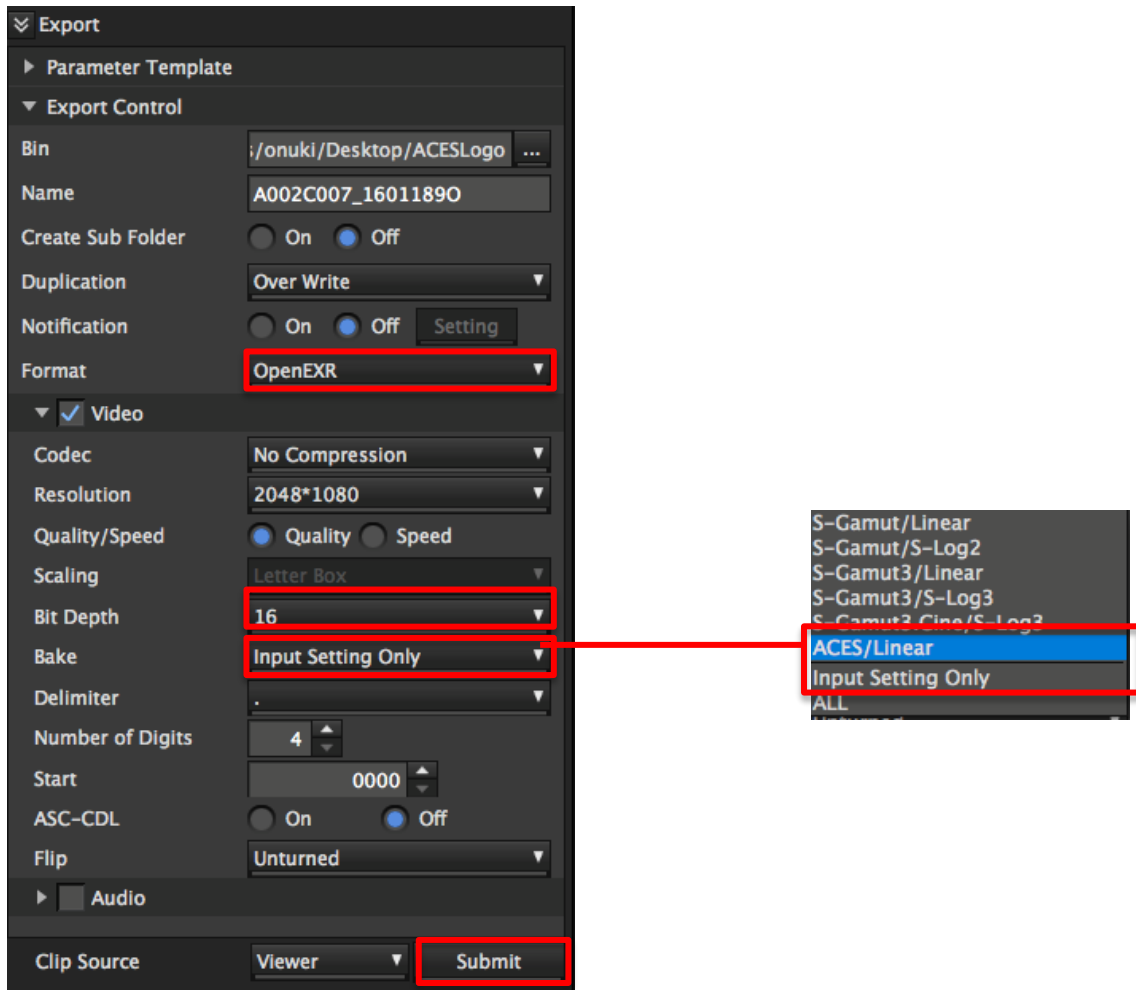 Export
Parameter Template
Export Control
Bin /onuki/Desktop/ACESLogo ...
Name A002C007_1601189O
Create Sub Folder On Off
Duplication Over Write
Notification On Off Setting
Format OpenEXR
Video
Codec No Compression
Resolution 2048*1080
Quality/Speed Quality Speed
Scaling Letter Box
Bit Depth 16
Bake Input Setting Only
Delimiter .
Number of Digits 4
Start 0000
ASC-CDL On Off
Flip Unturned
Audio
Clip Source Viewer Submit
S-Gamut/Linear
S-Gamut/S-Log2
S-Gamut3/Linear
S-Gamut3/S-Log3
S-Gamut3.Cine/S-Log3
ACES/Linear
Input Setting Only
ALL